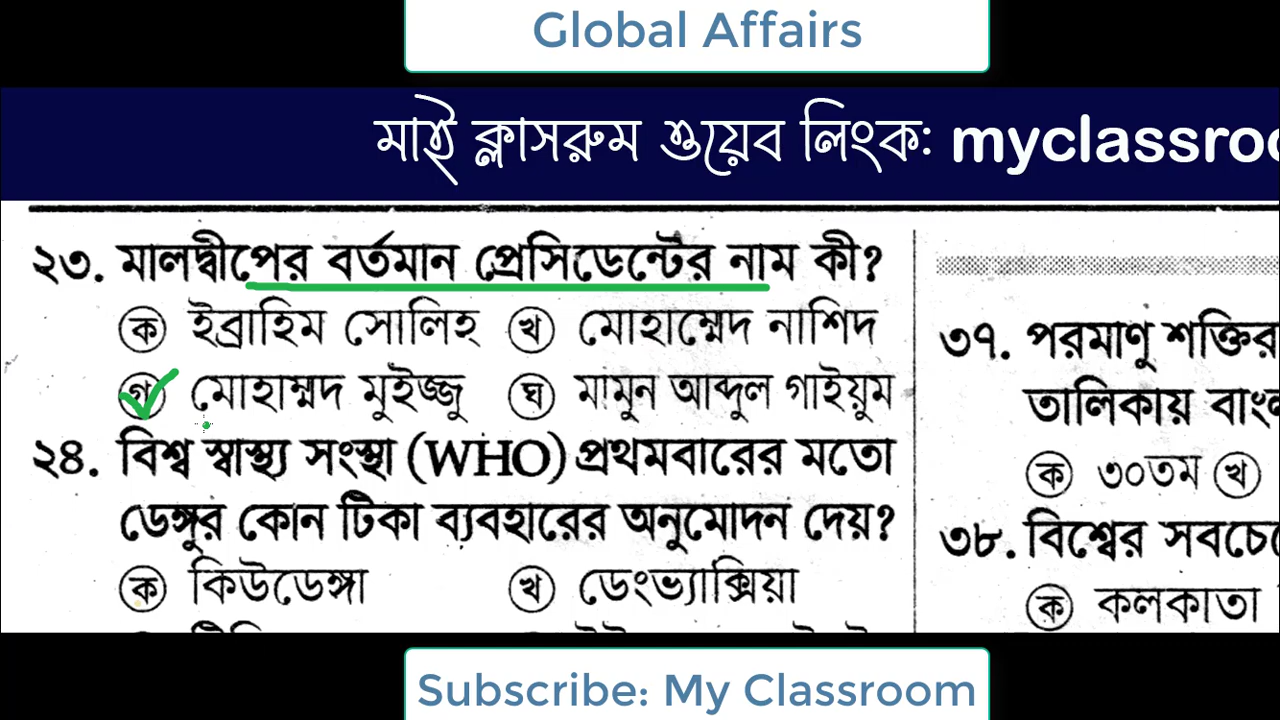 Global Affairs
মাই ক্লাসরুম ওয়েব লিংক: myclassroo
২৩. মালদ্বীপের বর্তমান প্রেসিডেন্টের নাম কী?
ক ইব্রাহিম সোলিহ খ মোহাম্মেদ নাশিদ
গ মোহাম্মদ মুইজ্জু ঘ মামুন আব্দুল গাইয়ুম
২৪. বিশ্ব স্বাস্থ্য সংস্থা (WHO) প্রথমবারের মতো
ডেঙ্গুর কোন টিকা ব্যবহারের অনুমোদন দেয়?
ক কিউডেঙ্গা খ ডেংভ্যাক্সিয়া
৩৭. পরমাণু শক্তির
তালিকায় বাংল
ক ৩০তম খ
৩৮. বিশ্বের সবচে
ক কলকাতা
Subscribe: My Classroom